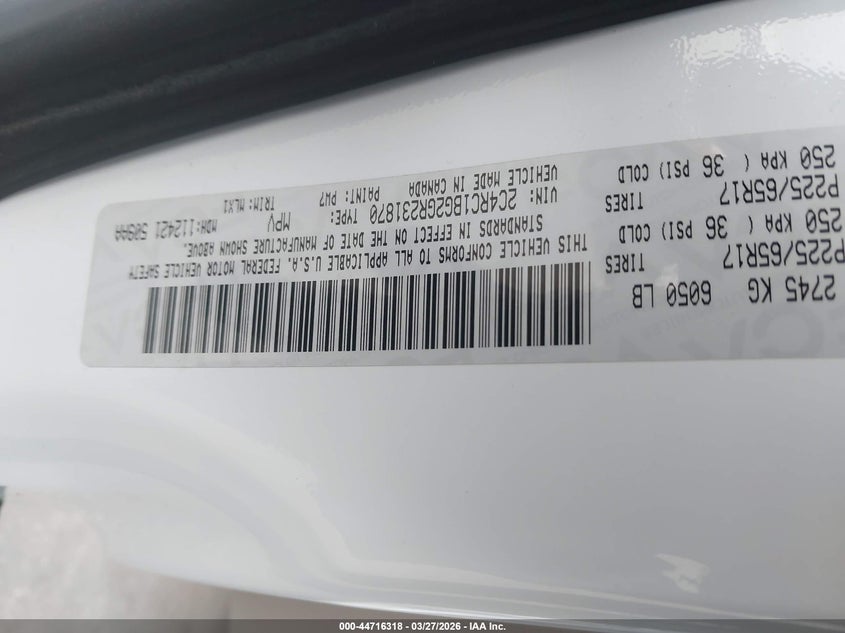 2745 KG 6050 LB
P225/65R17 TIRES
250 KPA ( 36 PSI) COLD
P225/65R17 TIRES
250 KPA ( 36 PSI) COLD
THIS VEHICLE CONFORMS TO ALL APPLICABLE U.S.A. FEDERAL MOTOR VEHICLE SAFETY
STANDARDS IN EFFECT ON THE DATE OF MANUFACTURE SHOWN ABOVE.
VIN: 2C4RC1BG2GR231870 TYPE: MPV MDH:112421 509AA
VEHICLE MADE IN CANADA PAINT: PW7 TRIM: MLX1
000-44716318 | 03/27/2026 | IAA Inc.